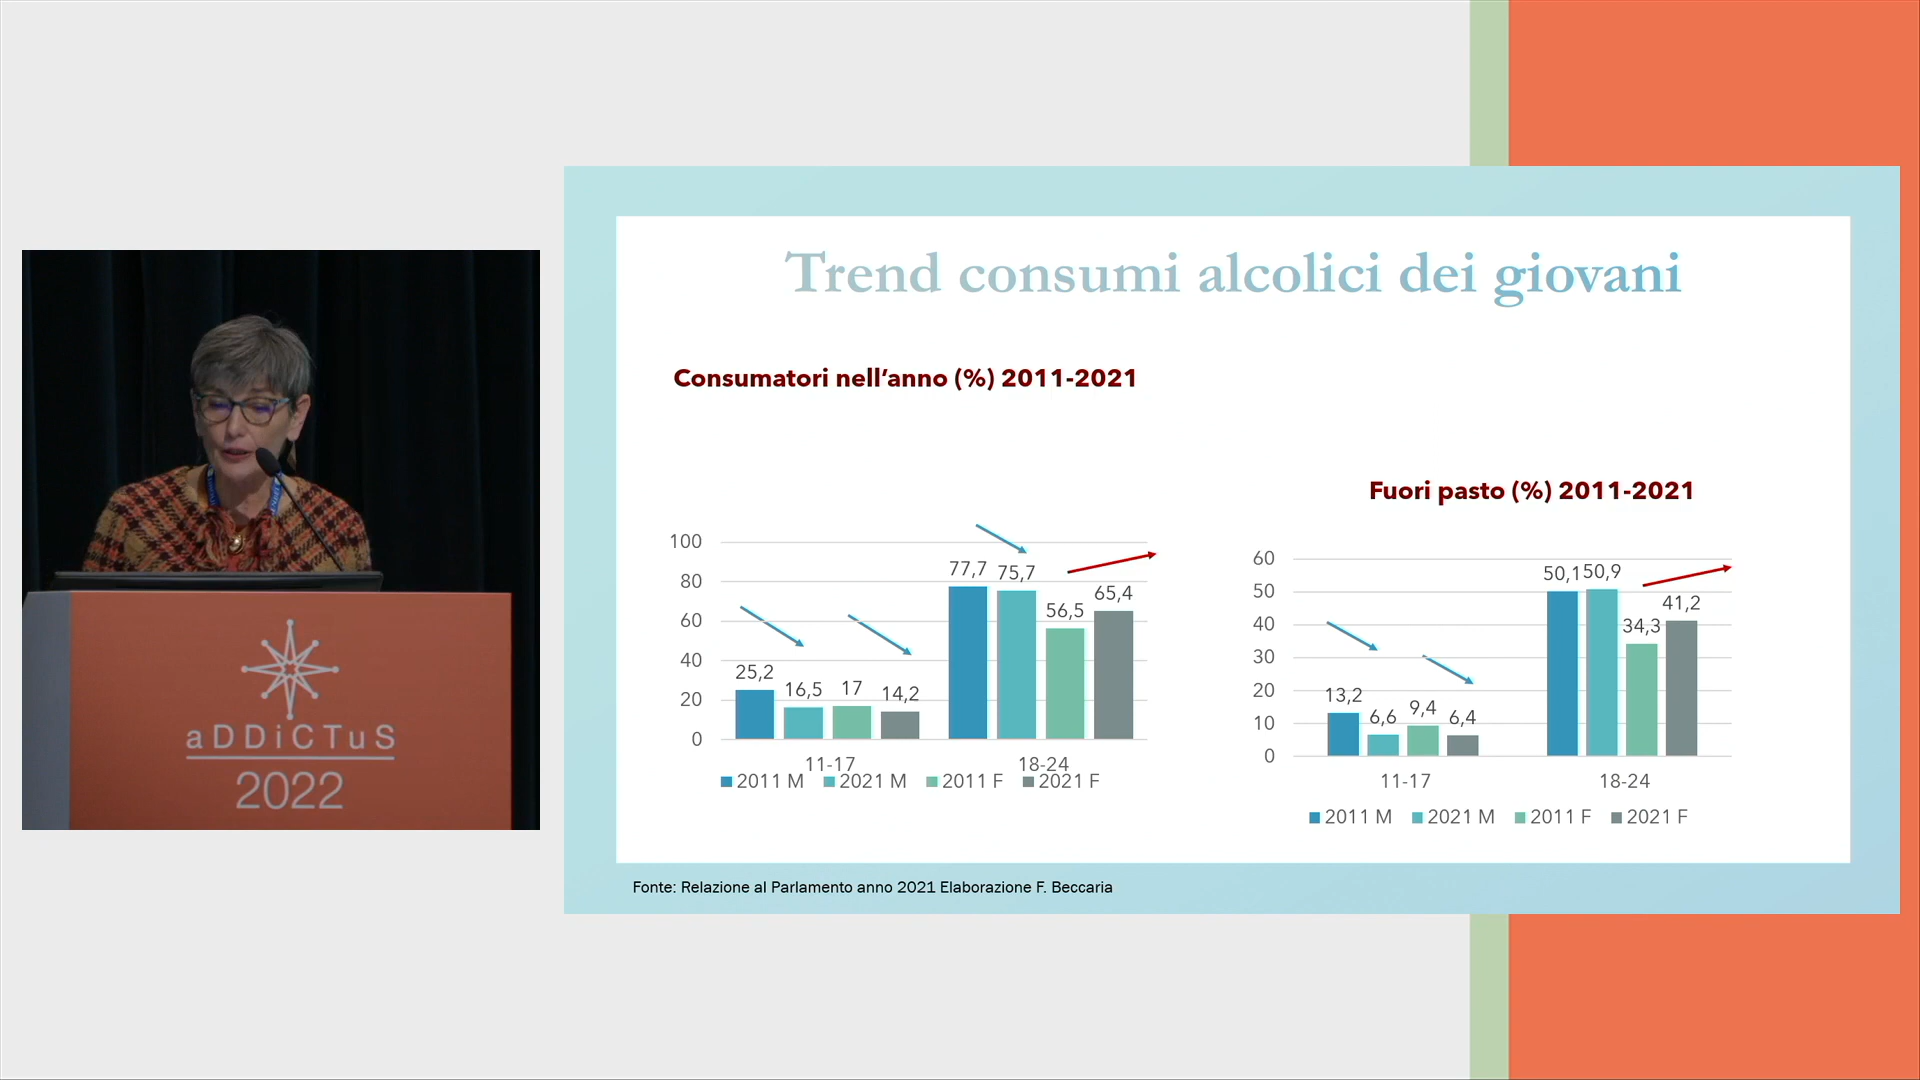 Trend consumi alcolici dei giovani
Consumatori nell'anno (%) 2011-2021
100
80
60
40
20
0
25,2
16,5
17
14,2
77,7
75,7
56,5
65,4
11-17
18-24
2011 M
2021 M
2011 F
2021 F
Fuori pasto (%) 2011-2021
60
50
40
30
20
10
0
13,2
6,6
9,4
6,4
50,1
50,9
34,3
41,2
11-17
18-24
2011 M
2021 M
2011 F
2021 F
Fonte: Relazione al Parlamento anno 2021 Elaborazione F. Beccaria
aDDiCTuS
2022